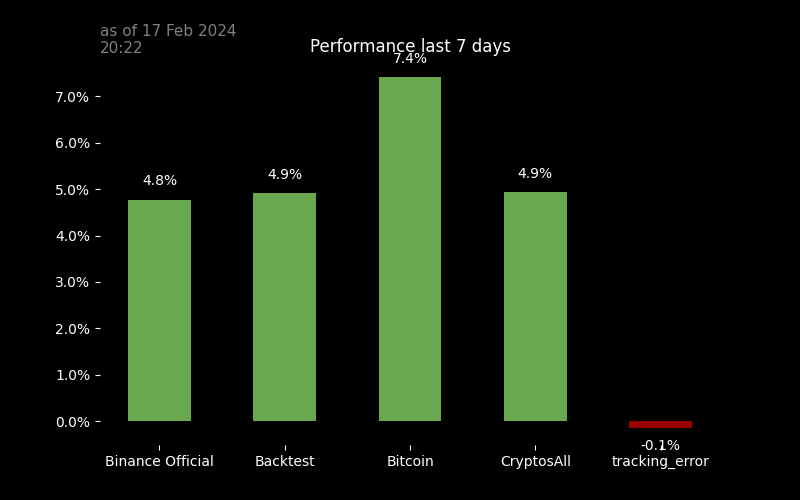 as of 17 Feb 2024
20:22
Performance last 7 days
7.4%
7.0%
6.0%
5.0%
4.0%
3.0%
2.0%
1.0%
0.0%
4.8%
4.9%
4.9%
-0.1%
Binance Official
Backtest
Bitcoin
CryptosAll
tracking_error